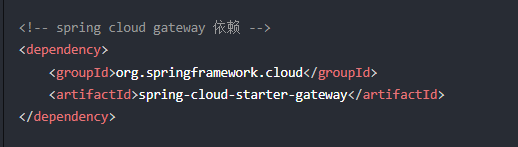 <!-- spring cloud gateway 依赖 -->
<dependency>
    <groupId>org.springframework.cloud</groupId>
    <artifactId>spring-cloud-starter-gateway</artifactId>
</dependency>